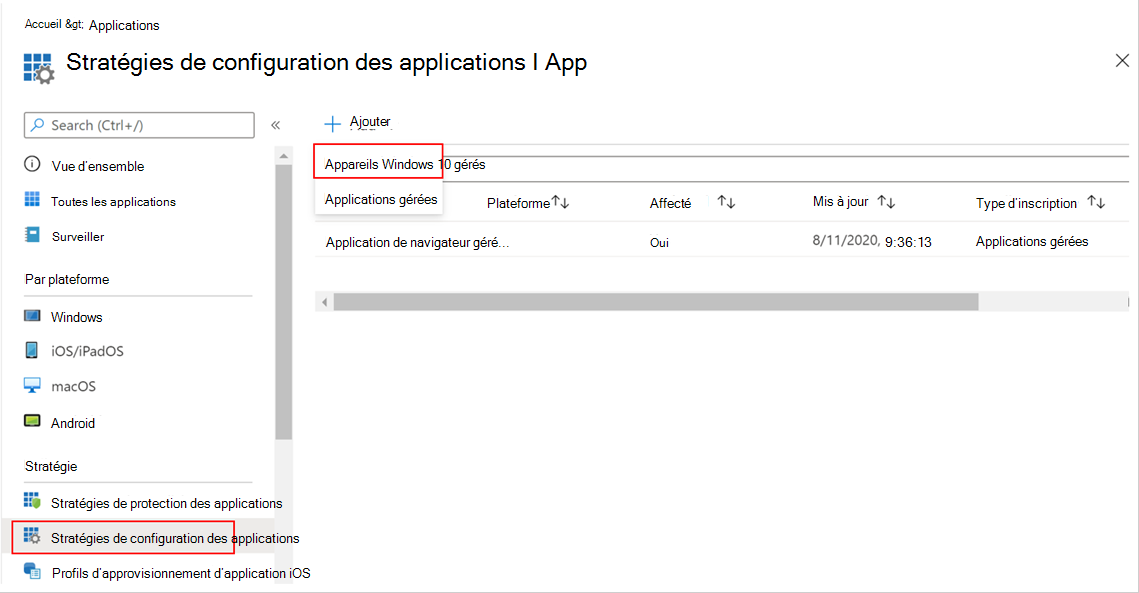 Accueil &gt; Applications
Stratégies de configuration des applications I App
Search (Ctrl+/)
«
Vue d'ensemble
Toutes les applications
Surveiller
Par plateforme
Windows
iOS/iPadOS
macOS
Android
Stratégie
Stratégies de protection des applications
Stratégies de configuration des applications
Profils d'approvisionnement d'application iOS
Ajouter
Appareils Windows 10 gérés
Applications gérées
Plateforme Affecté Mis à jour Type d'inscription
Application de navigateur géré... Oui 8/11/2020, 9:36:13 Applications gérées